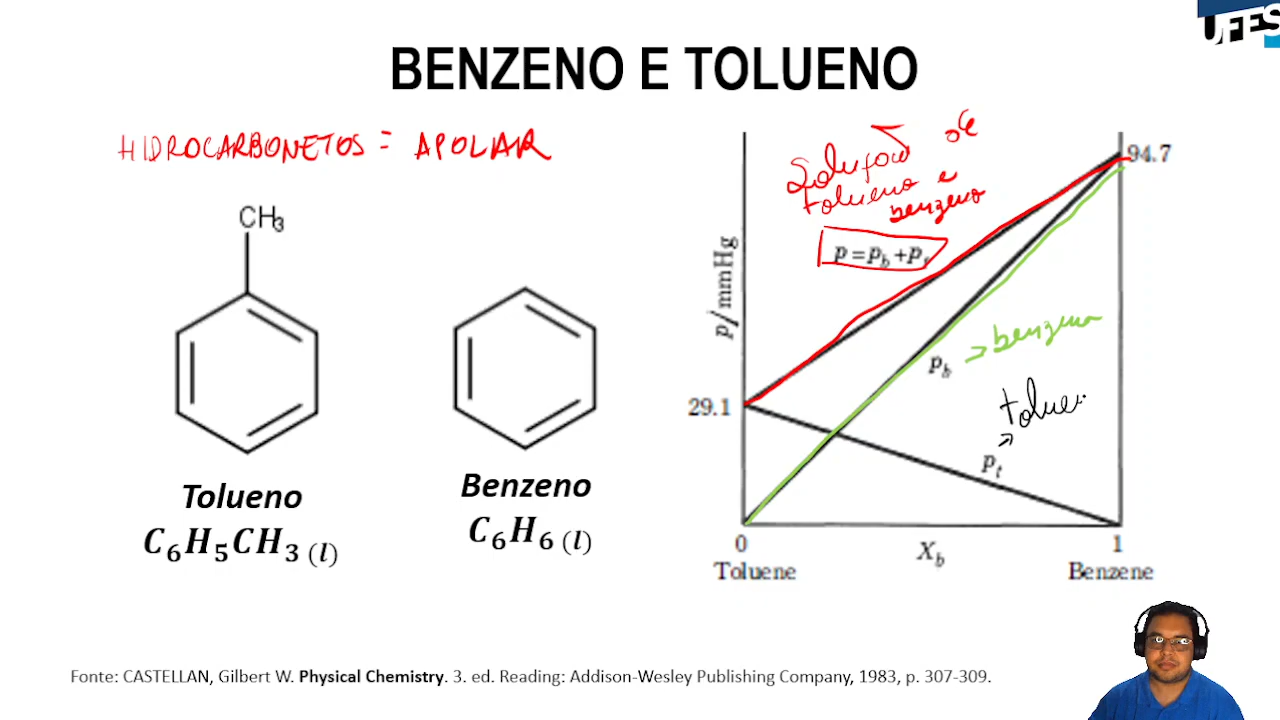 UFES
BENZENO E TOLUENO
HIDROCARBONETOS = APOLAR
CH3
Tolueno
C₆H₅CH₃ (l)
Benzeno
C₆H₆ (l)
de
tolueno e
benzeno
p = p_b + p_t
94.7
p/mmHg
29.1
p_b → benzeno
→ tolue
p_t
0
X_b
1
Toluene
Benzene
Fonte: CASTELLAN, Gilbert W. Physical Chemistry. 3. ed. Reading: Addison-Wesley Publishing Company, 1983, p. 307-309.